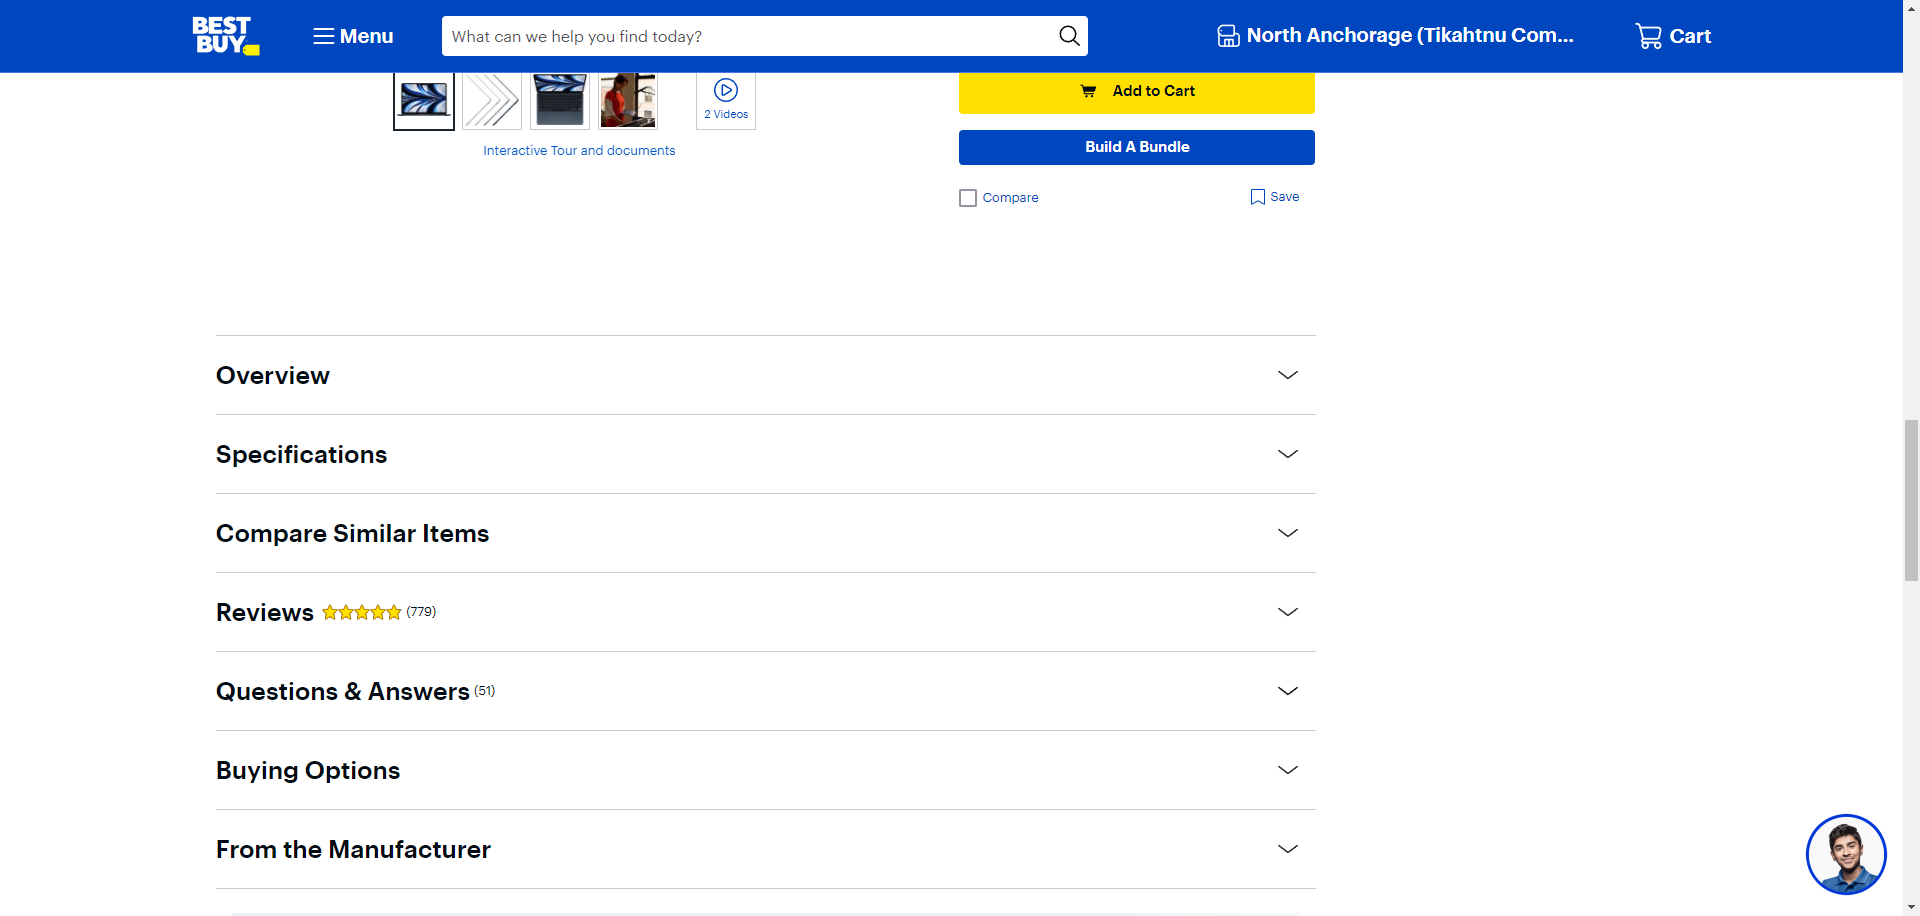 BEST
BUY
Menu
What can we help you find today?
North Anchorage (Tikahtnu Com...
Cart
2 Videos
Interactive Tour and documents
Add to Cart
Build A Bundle
Compare
Save
Overview
Specifications
Compare Similar Items
Reviews (779)
Questions & Answers (51)
Buying Options
From the Manufacturer